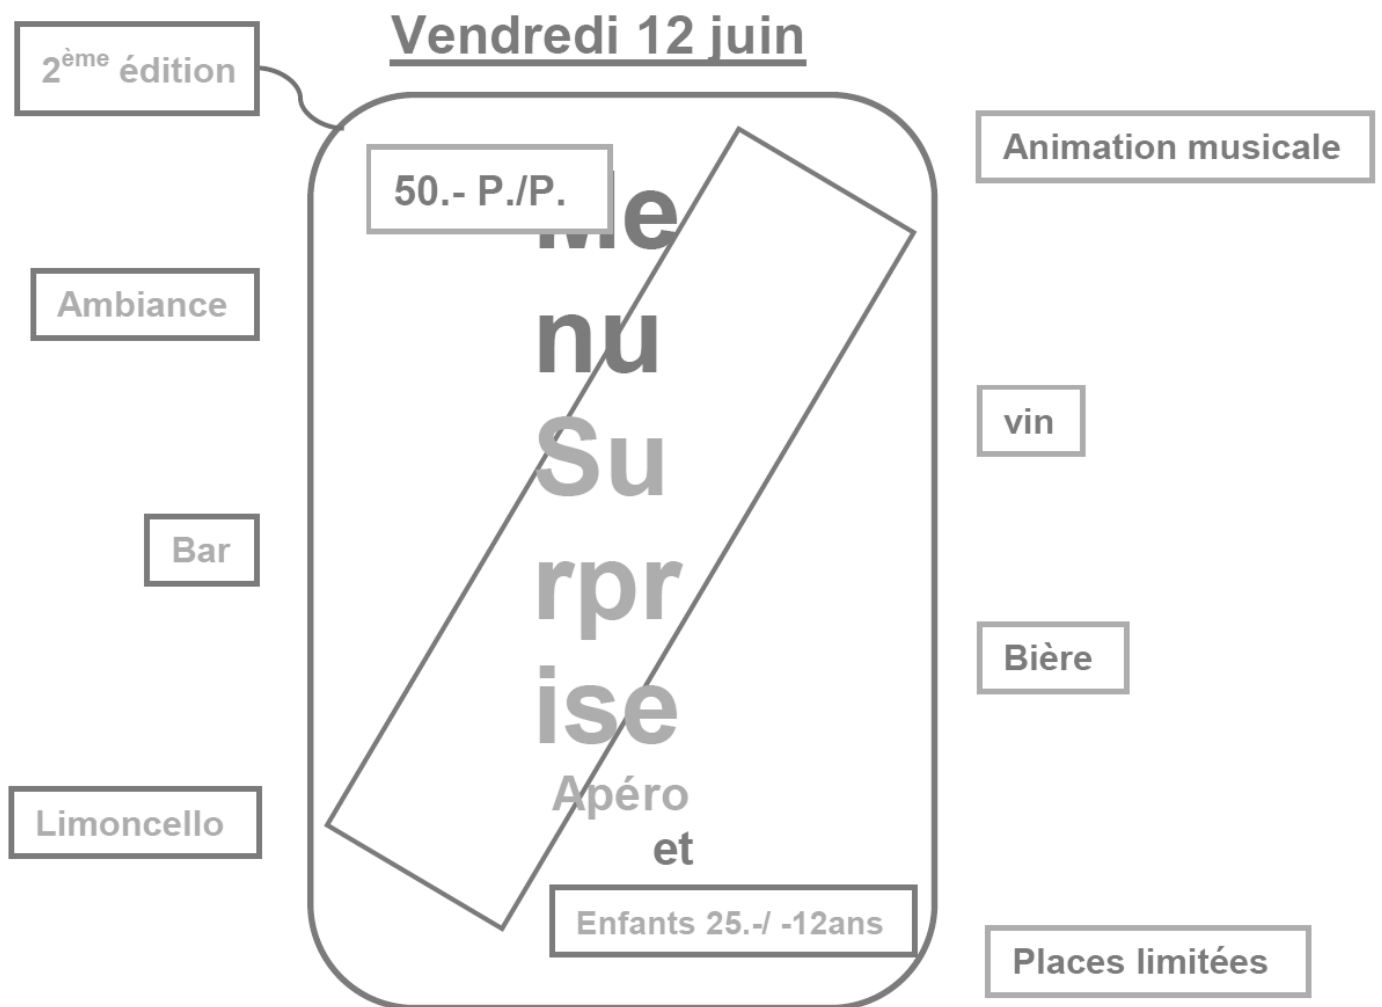 Vendredi 12 juin
2ème édition
Animation musicale
50.- P./P.
Me
nu
Ambiance
vin
Su
Bar
rpr
Bière
ise
Apéro
Limoncello
et
Enfants 25.-/ -12ans
Places limitées